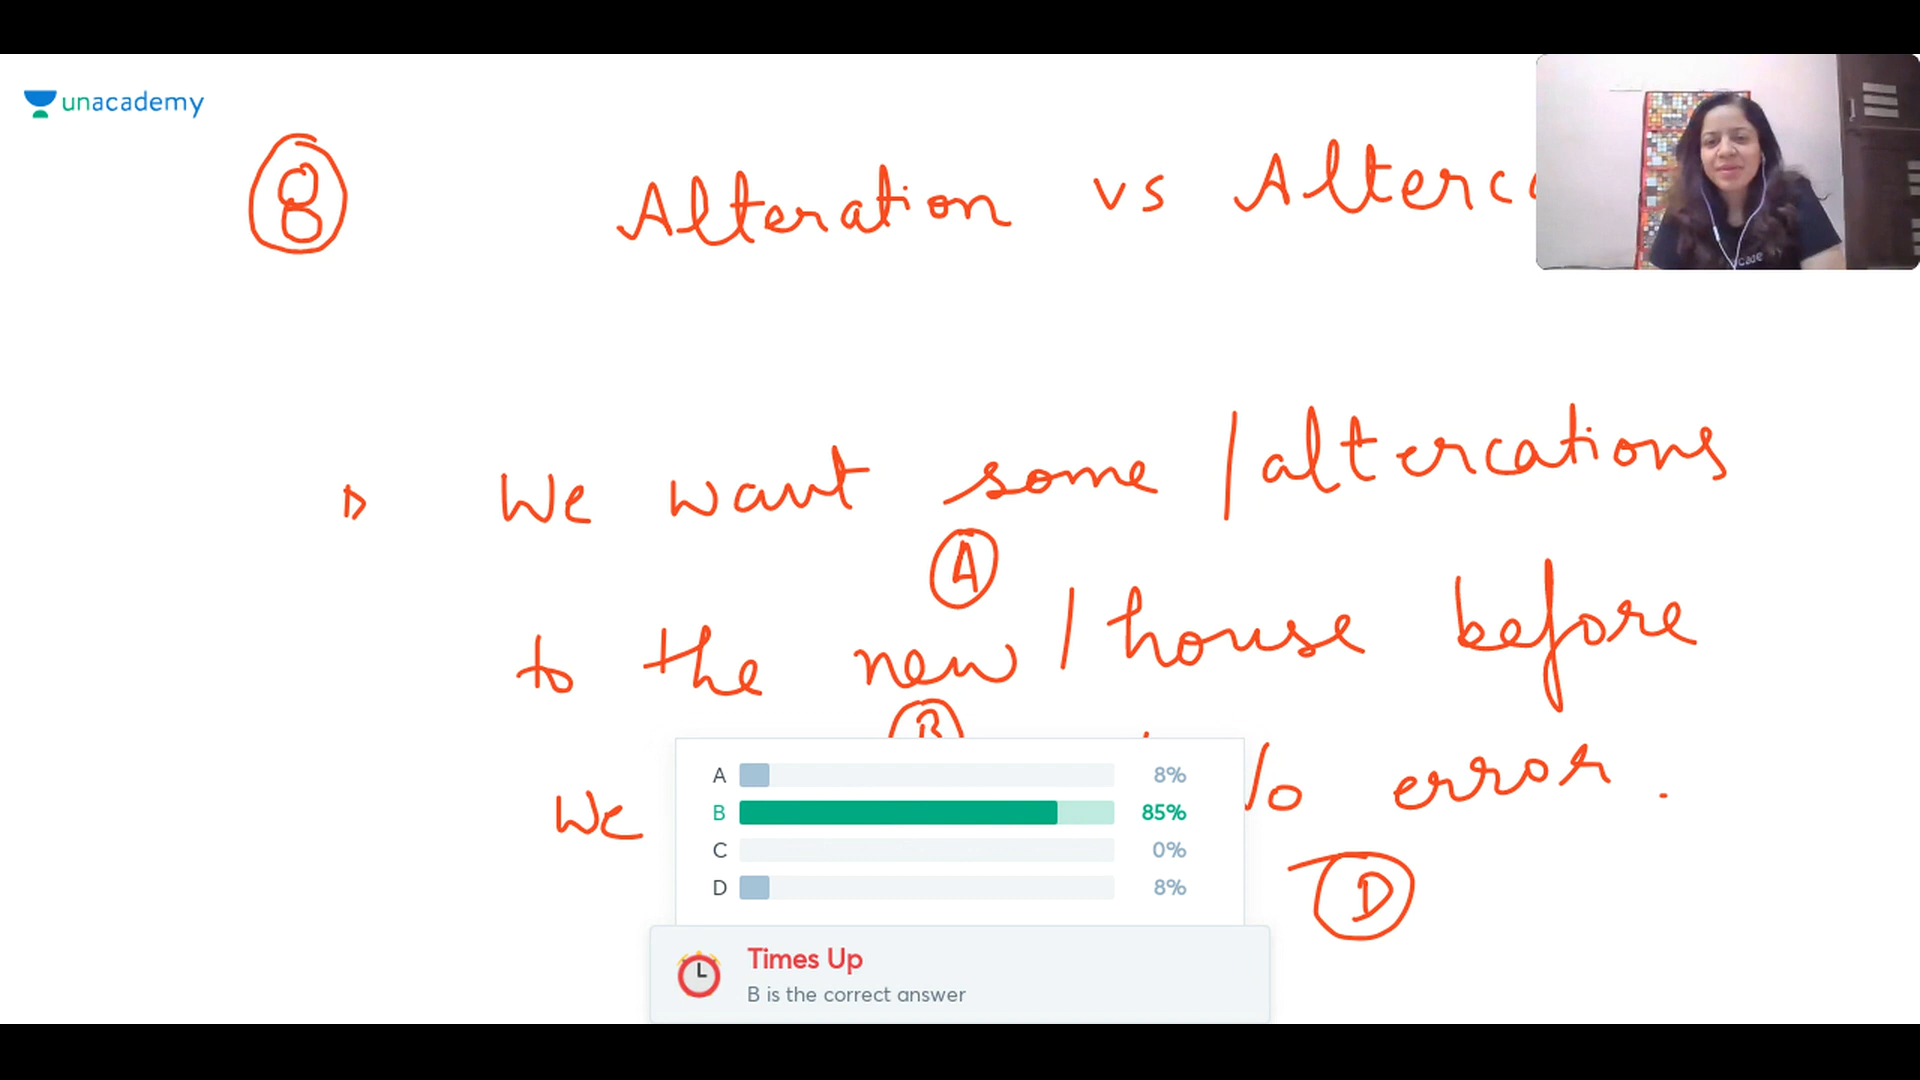 unacademy
8 Alteration vs Alterc
We want some / altercations
A
to the new / house before
B
We error.
A 8%
B 85%
C 0%
D 8%
D
Times Up
B is the correct answer